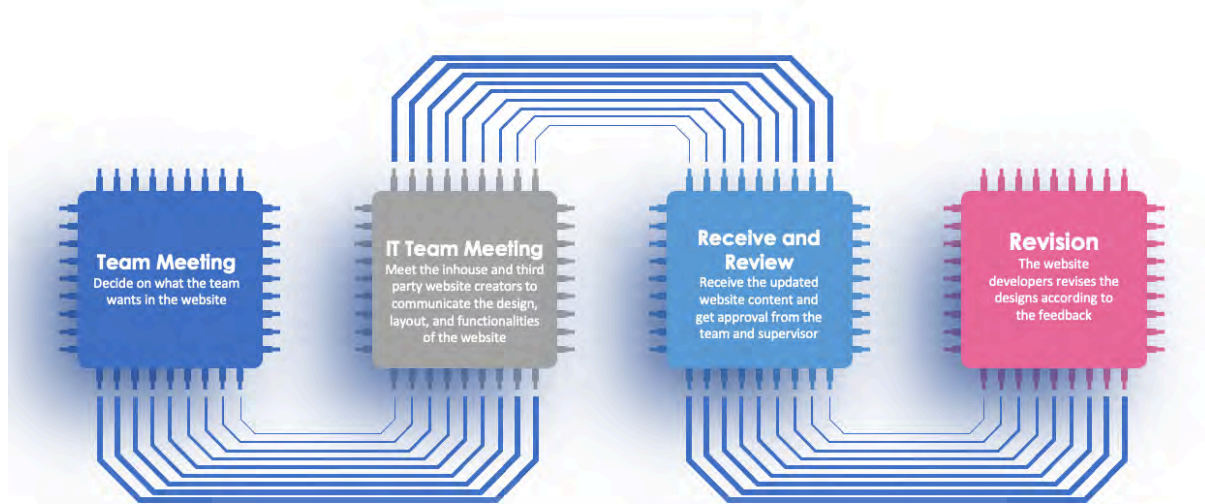 Team Meeting
Decide on what the team
wants in the website
IT Team Meeting
Meet the inhouse and third
party website creators to
communicate the design,
layout, and functionalities
of the website
Receive and
Review
Receive the updated
website content and
get approval from the
team and supervisor
Revision
The website
developers revises the
designs according to
the feedback